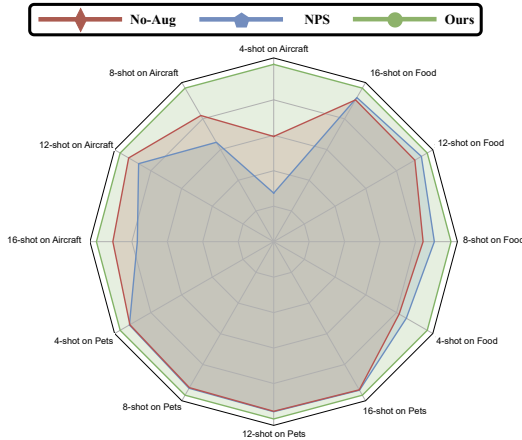 No-Aug NPS Ours
4-shot on Aircraft
8-shot on Aircraft 16-shot on Food
12-shot on Aircraft 12-shot on Food
16-shot on Aircraft 8-shot on Food
4-shot on Pets 4-shot on Food
8-shot on Pets 16-shot on Pets
12-shot on Pets